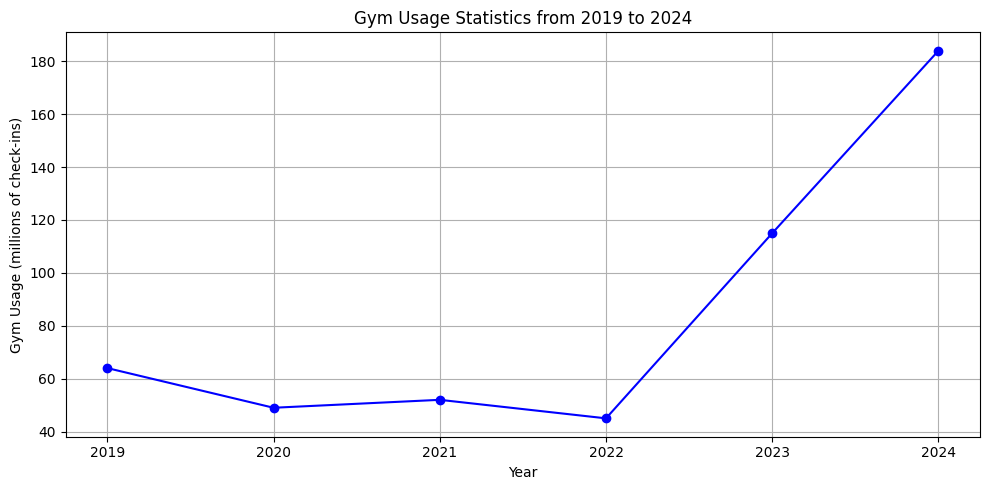 Gym Usage Statistics from 2019 to 2024
Gym Usage (millions of check-ins)
180
160
140
120
100
80
60
40
2019 2020 2021 2022 2023 2024
Year